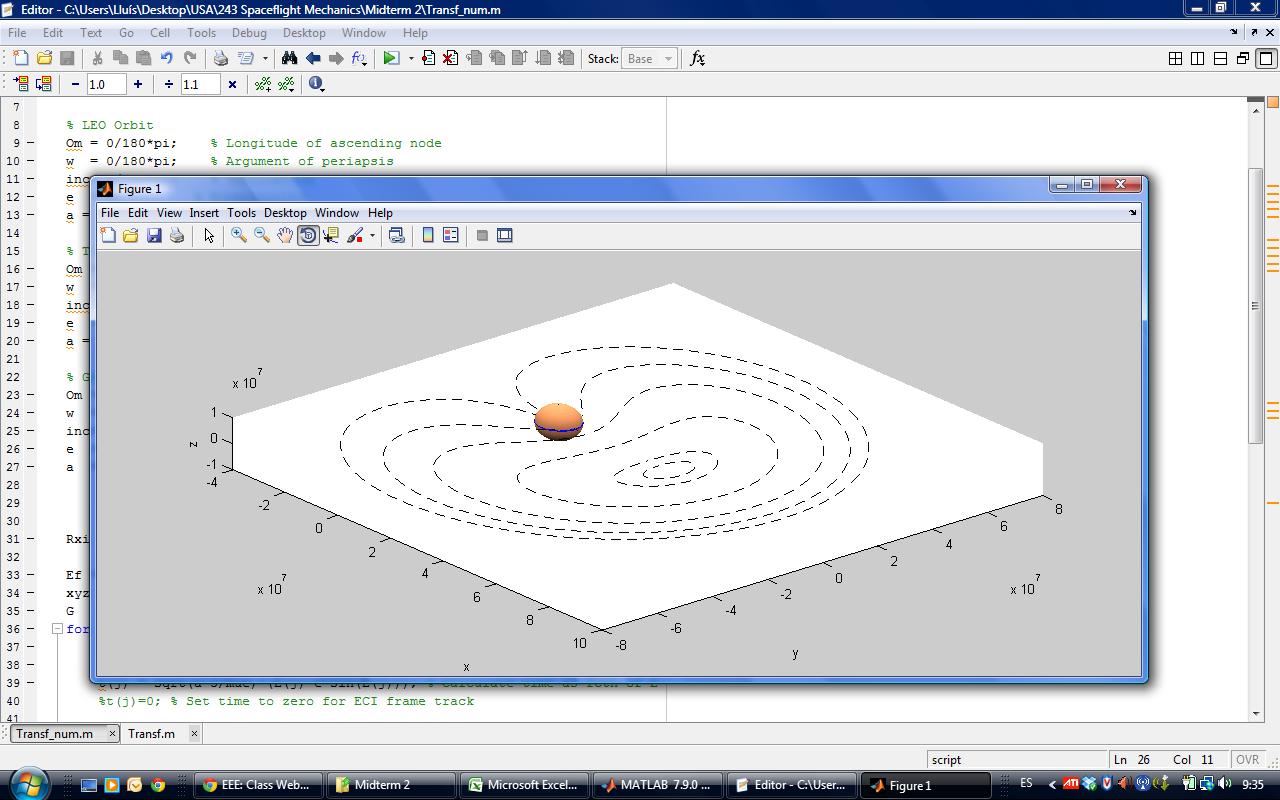 Editor - C:\Users\Lluís\Desktop\USA\243 Spaceflight Mechanics\Midterm 2\Transf_num.m
File Edit Text Go Cell Tools Debug Desktop Window Help
Stack: Base fx
− 1.0 + ÷ 1.1 ×
7
8 % LEO Orbit
9 − Om = 0/180*pi; % Longitude of ascending node
10 − w = 0/180*pi; % Argument of periapsis
11 − inc
12 − e
13 − a =
14
15 % T
16 − Om
17 − w
18 − inc
19 − e
20 − a =
21
22 % G
23 − Om
24 − w
25 − inc
26 − e
27 − a
28
29
30
31 − Rxi
32
33 − Ef
34 − xyz
35 − G
36 − for
37 −
38 −
39 −
40 %t(j)=0; % Set time to zero for ECI frame track
41
Figure 1
File Edit View Insert Tools Desktop Window Help
x 10^7
1
0
-1
z
-4
-2
0
2
4
6
8
10
x 10^7
x
-8
-6
-4
-2
0
2
4
6
8
x 10^7
y
Transf_num.m × Transf.m ×
script Ln 26 Col 11 OVR
EEE: Class Web... Midterm 2 Microsoft Excel... MATLAB 7.9.0 ... Editor - C:\User... Figure 1 ES ATI 9:35